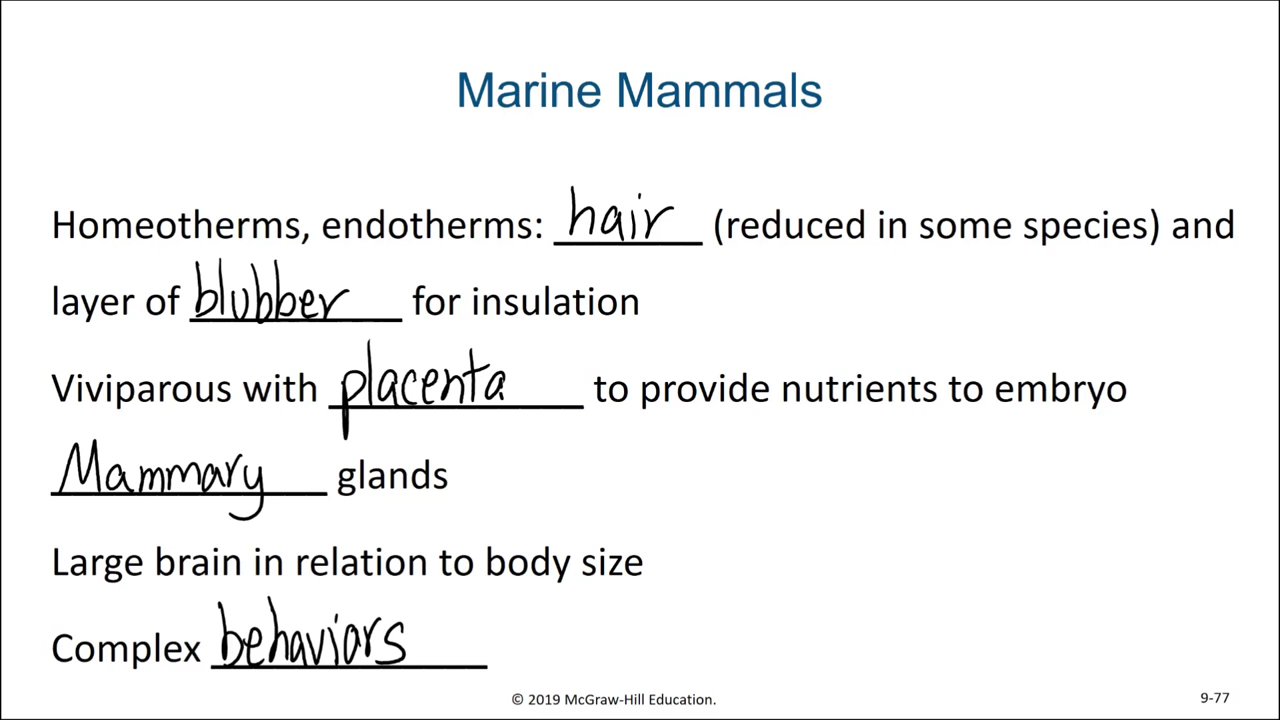 Marine Mammals
Homeotherms, endotherms: hair (reduced in some species) and
layer of blubber for insulation
Viviparous with placenta to provide nutrients to embryo
Mammary glands
Large brain in relation to body size
Complex behaviors
© 2019 McGraw-Hill Education.
9-77